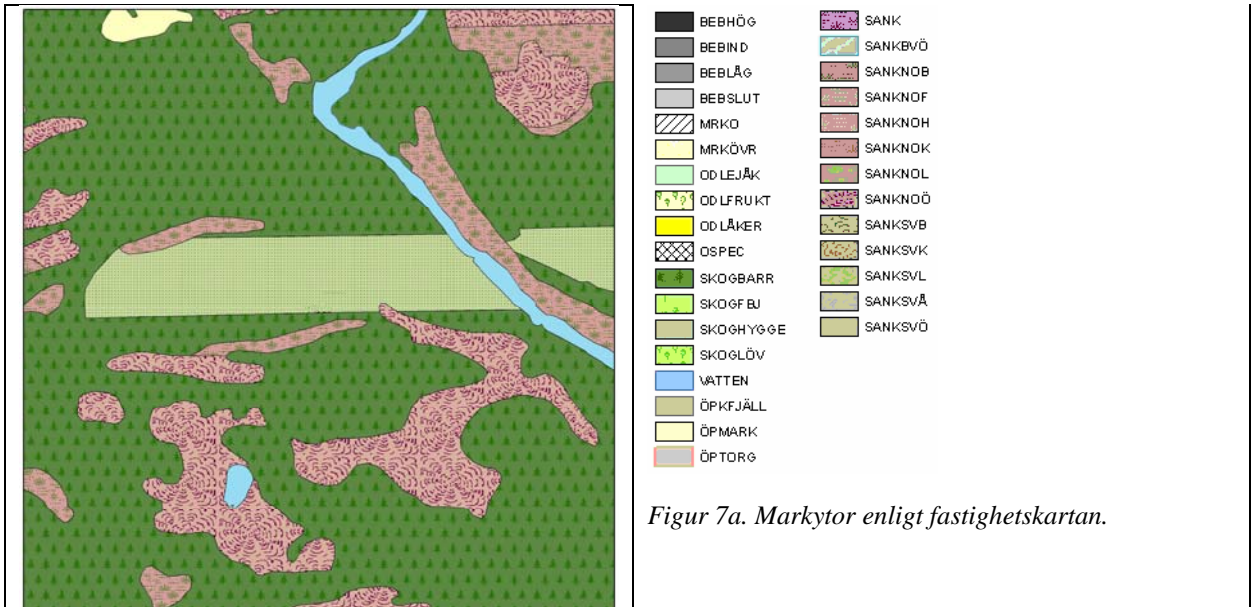 BEBHÖG
BEBIND
BEBLÅG
BEBSLUT
MRKO
MRKÖVR
ODLEJÅK
ODLFRUKT
ODLÅKER
OSPEC
SKOGBARR
SKOGFBJ
SKOGHYGGE
SKOGLÖV
VATTEN
ÖPKFJÄLL
ÖPMARK
ÖPTORG
SANK
SANKBVÖ
SANKNOB
SANKNOF
SANKNOH
SANKNOK
SANKNOL
SANKNOÖ
SANKSVB
SANKSVK
SANKSVL
SANKSVÅ
SANKSVÖ
Figur 7a. Markytor enligt fastighetskartan.